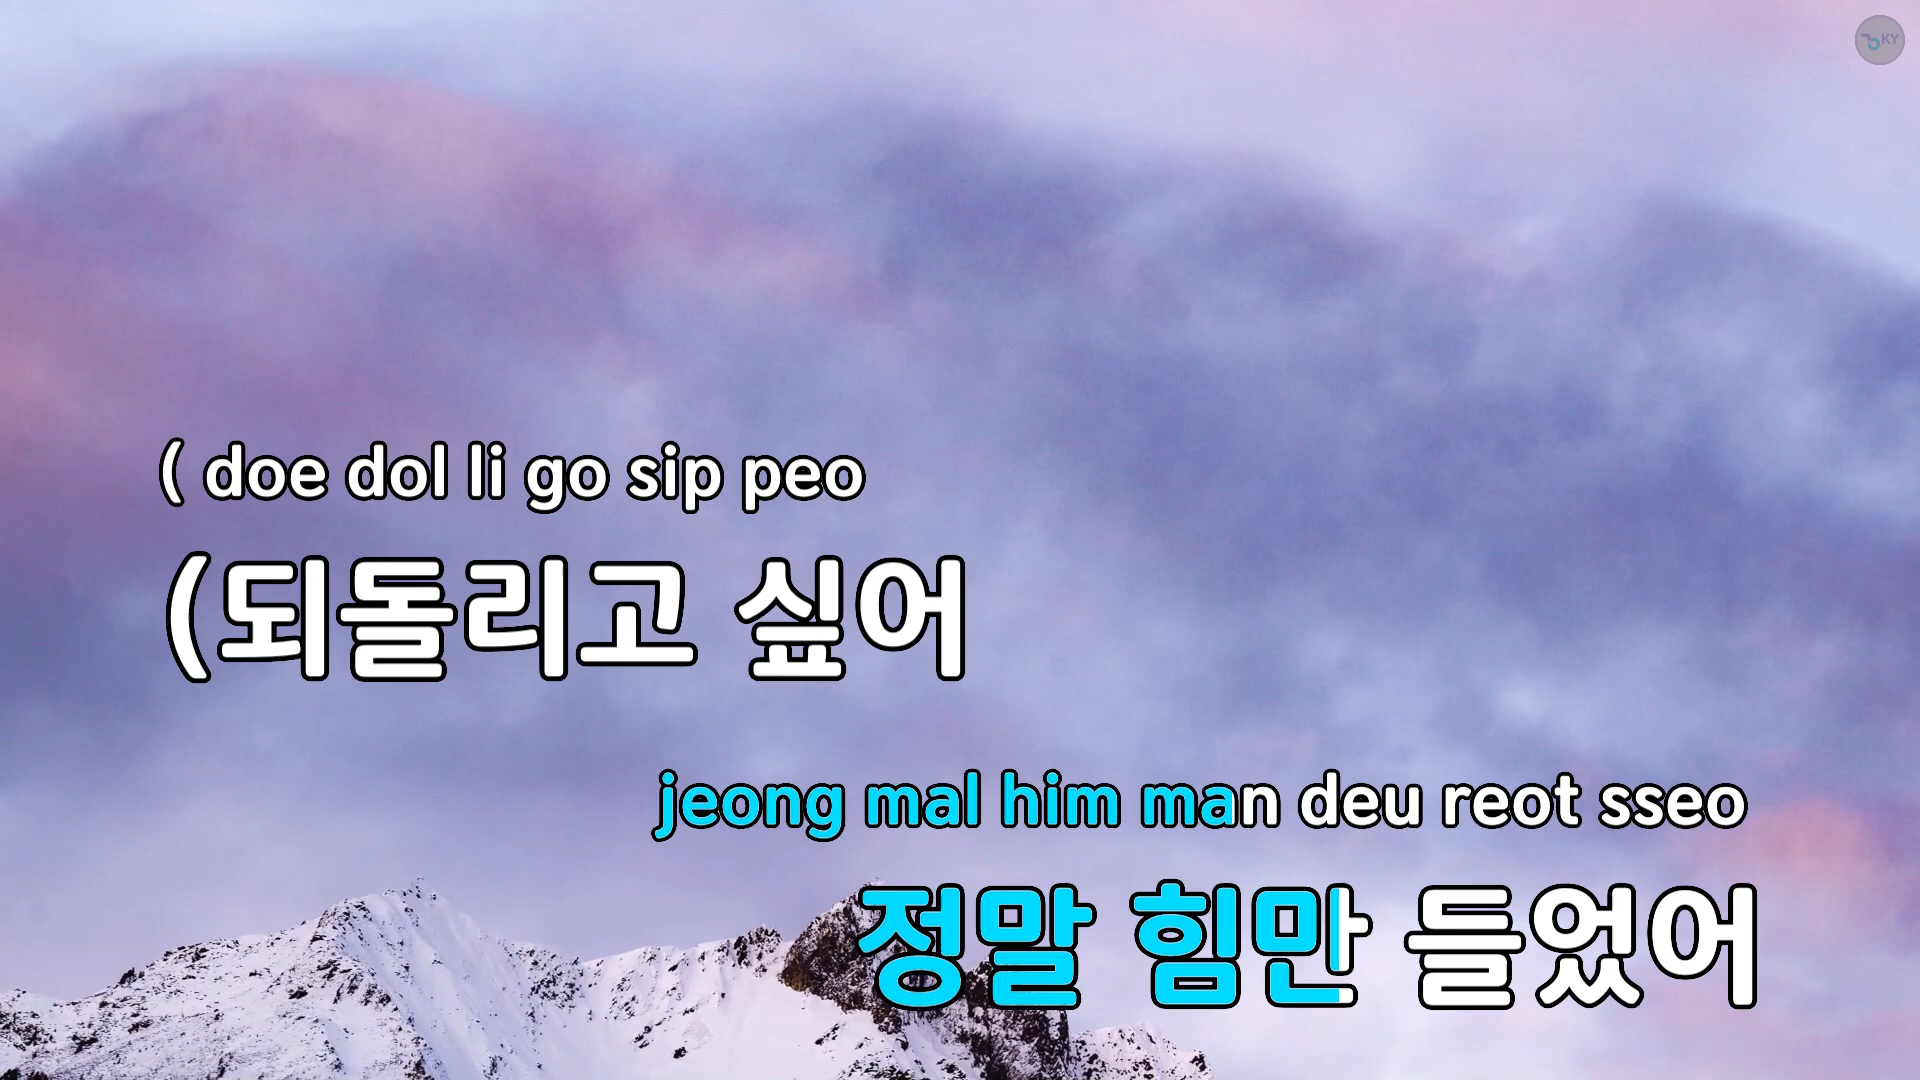 KY
( doe dol li go sip peo
(되돌리고 싶어
jeong mal him man deu reot sseo
정말 힘만 들었어